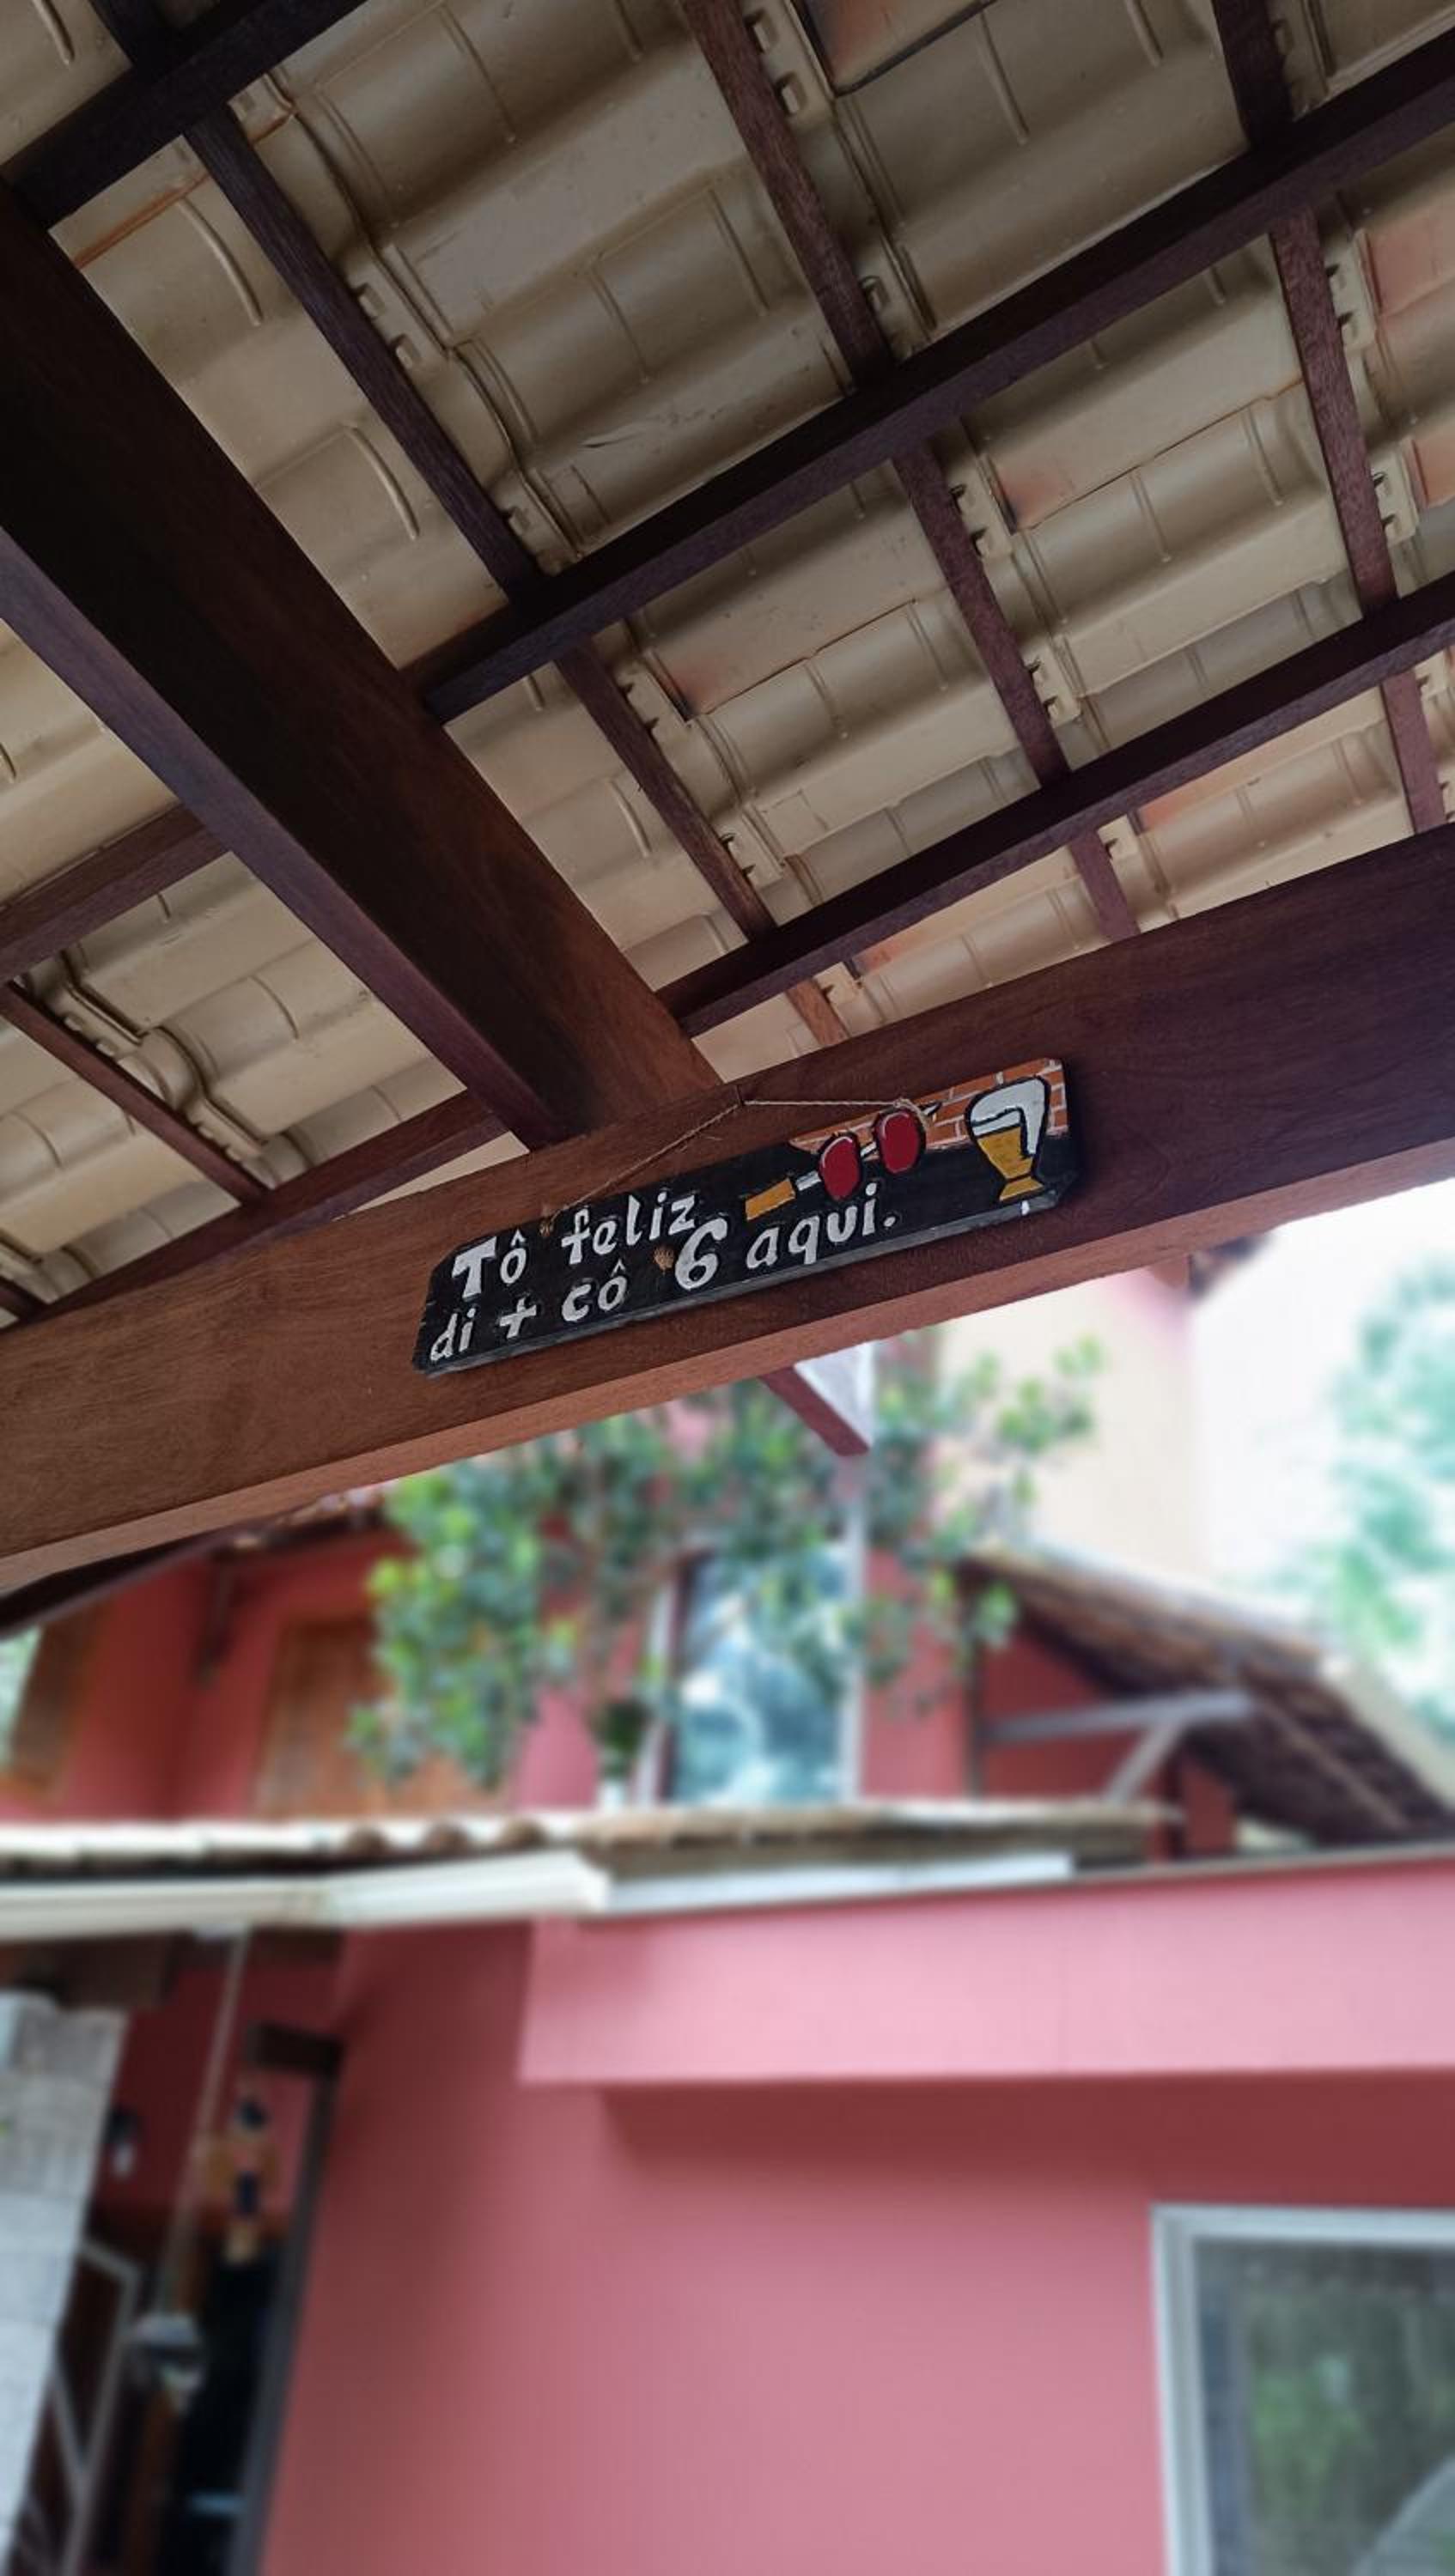 Tô feliz
di + cô 6 aqui.